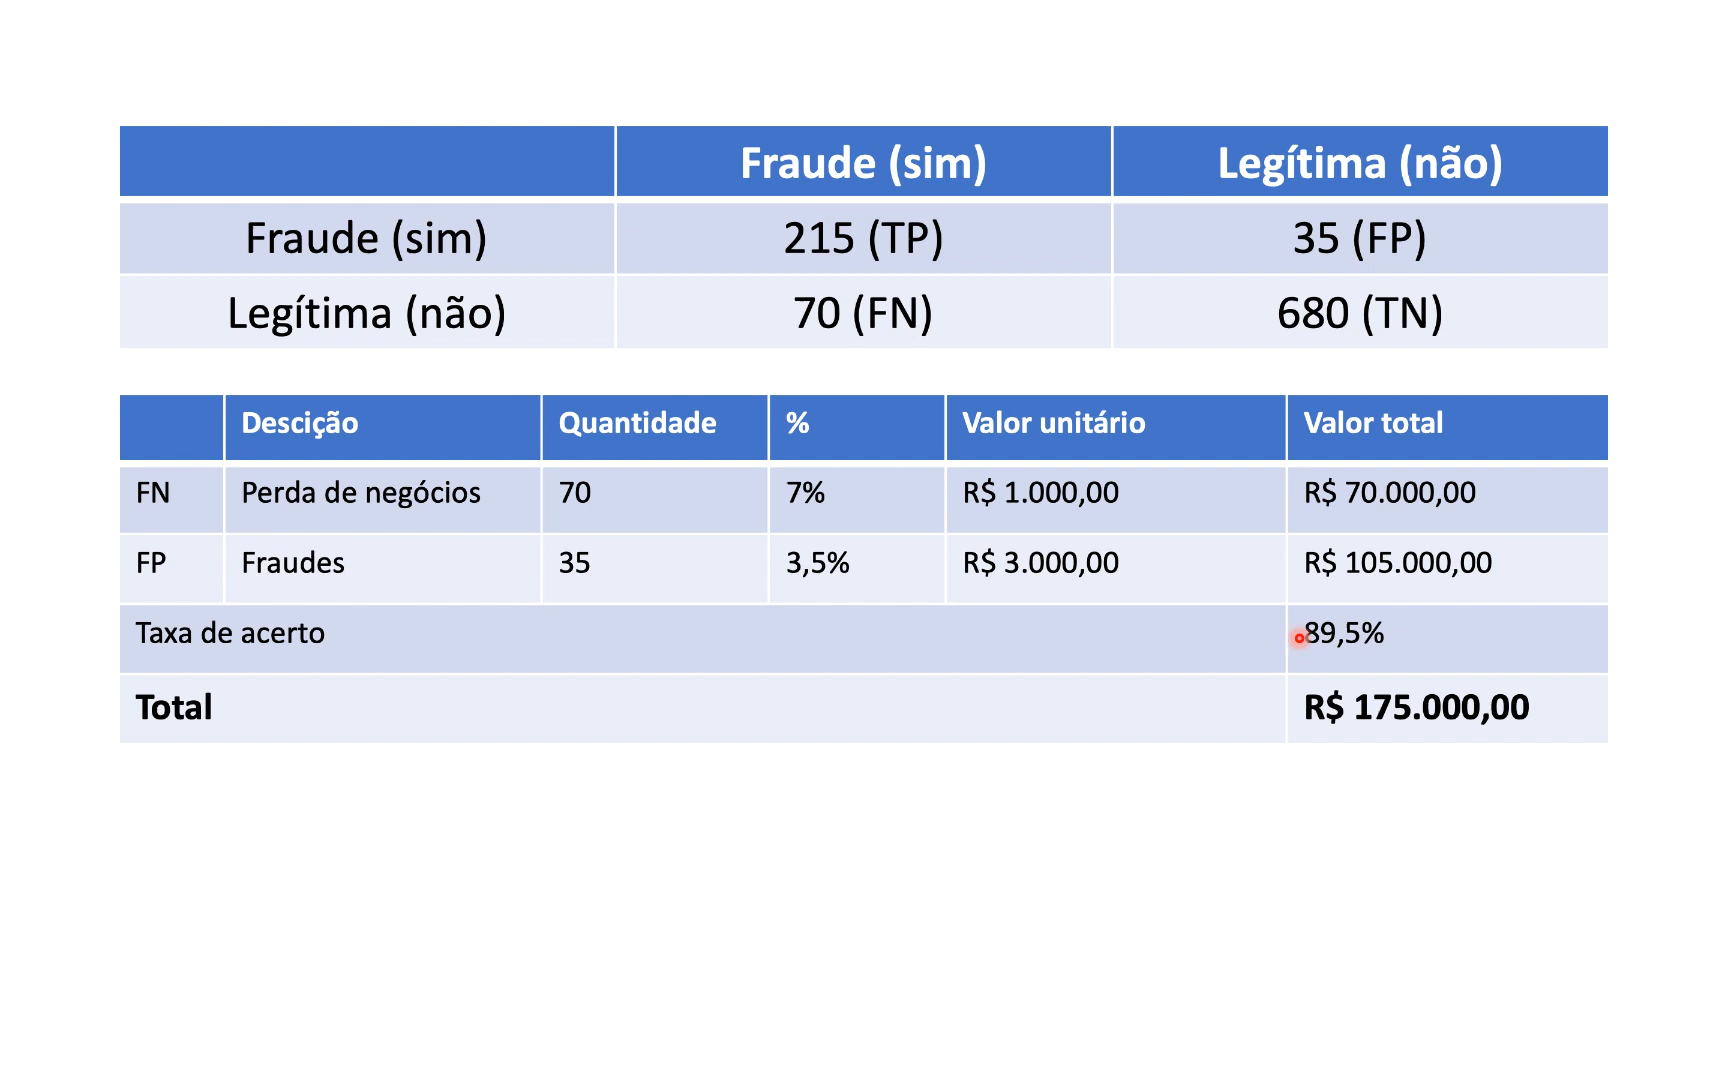 Fraude (sim) Legítima (não)
Fraude (sim) 215 (TP) 35 (FP)
Legítima (não) 70 (FN) 680 (TN)
Descição Quantidade % Valor unitário Valor total
FN Perda de negócios 70 7% R$ 1.000,00 R$ 70.000,00
FP Fraudes 35 3,5% R$ 3.000,00 R$ 105.000,00
Taxa de acerto 89,5%
Total R$ 175.000,00